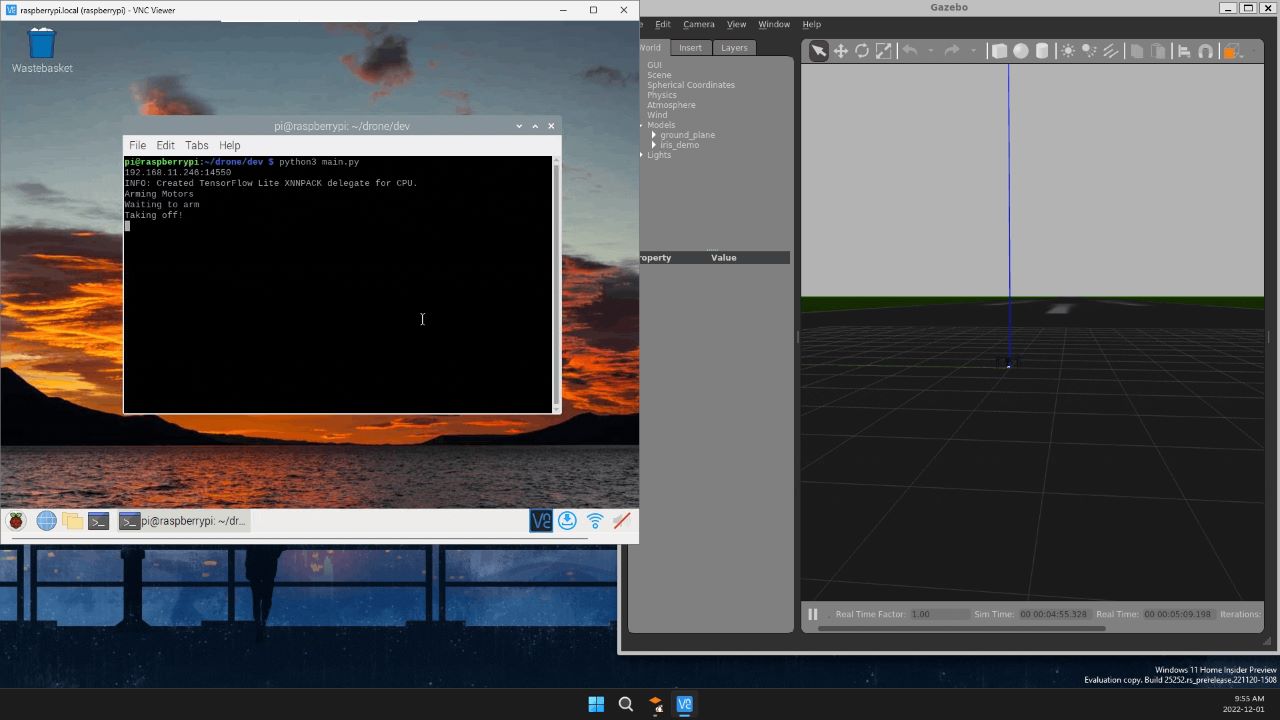 raspberrypi.local (raspberrypi) - VNC Viewer
Wastebasket
pi@raspberrypi: ~/drone/dev
File Edit Tabs Help
pi@raspberrypi:~/drone/dev $ python3 main.py
192.168.11.246:14550
INFO: Created TensorFlow Lite XNNPACK delegate for CPU.
Arming Motors
Waiting to arm
Taking off!
pi@raspberrypi: ~/dr...
Gazebo
Edit Camera View Window Help
World Insert Layers
GUI
Scene
Spherical Coordinates
Physics
Atmosphere
Wind
Models
ground_plane
iris_demo
Lights
roperty Value
Real Time Factor: 1.00 Sim Time: 00 00:04:55.328 Real Time: 00 00:05:09.198 Iterations:
Windows 11 Home Insider Preview
Evaluation copy. Build 25252.rs_prerelease.221120-1508
9:55 AM
2022-12-01